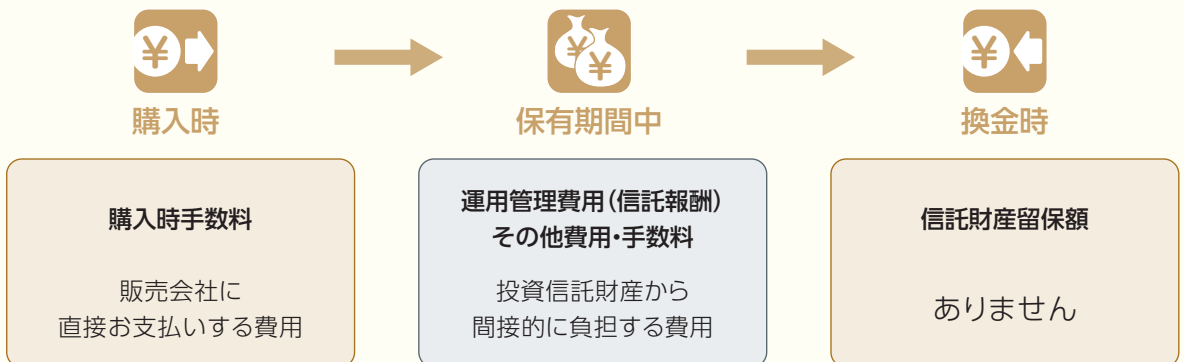 ¥
¥
¥
¥
購入時
保有期間中
換金時
購入時手数料
販売会社に
直接お支払いする費用
運用管理費用(信託報酬)
その他費用・手数料
投資信託財産から
間接的に負担する費用
信託財産留保額
ありません